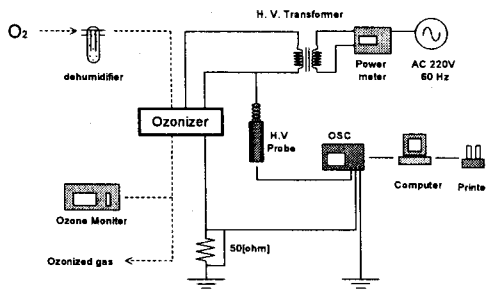 H. V. Transformer
O₂
dehumidifier
Power
meter
AC 220V
60 Hz
Ozonizer
H.V
Probe
OSC
Computer
Printe
Ozone Moniter
50[ohm]
Ozonized gas